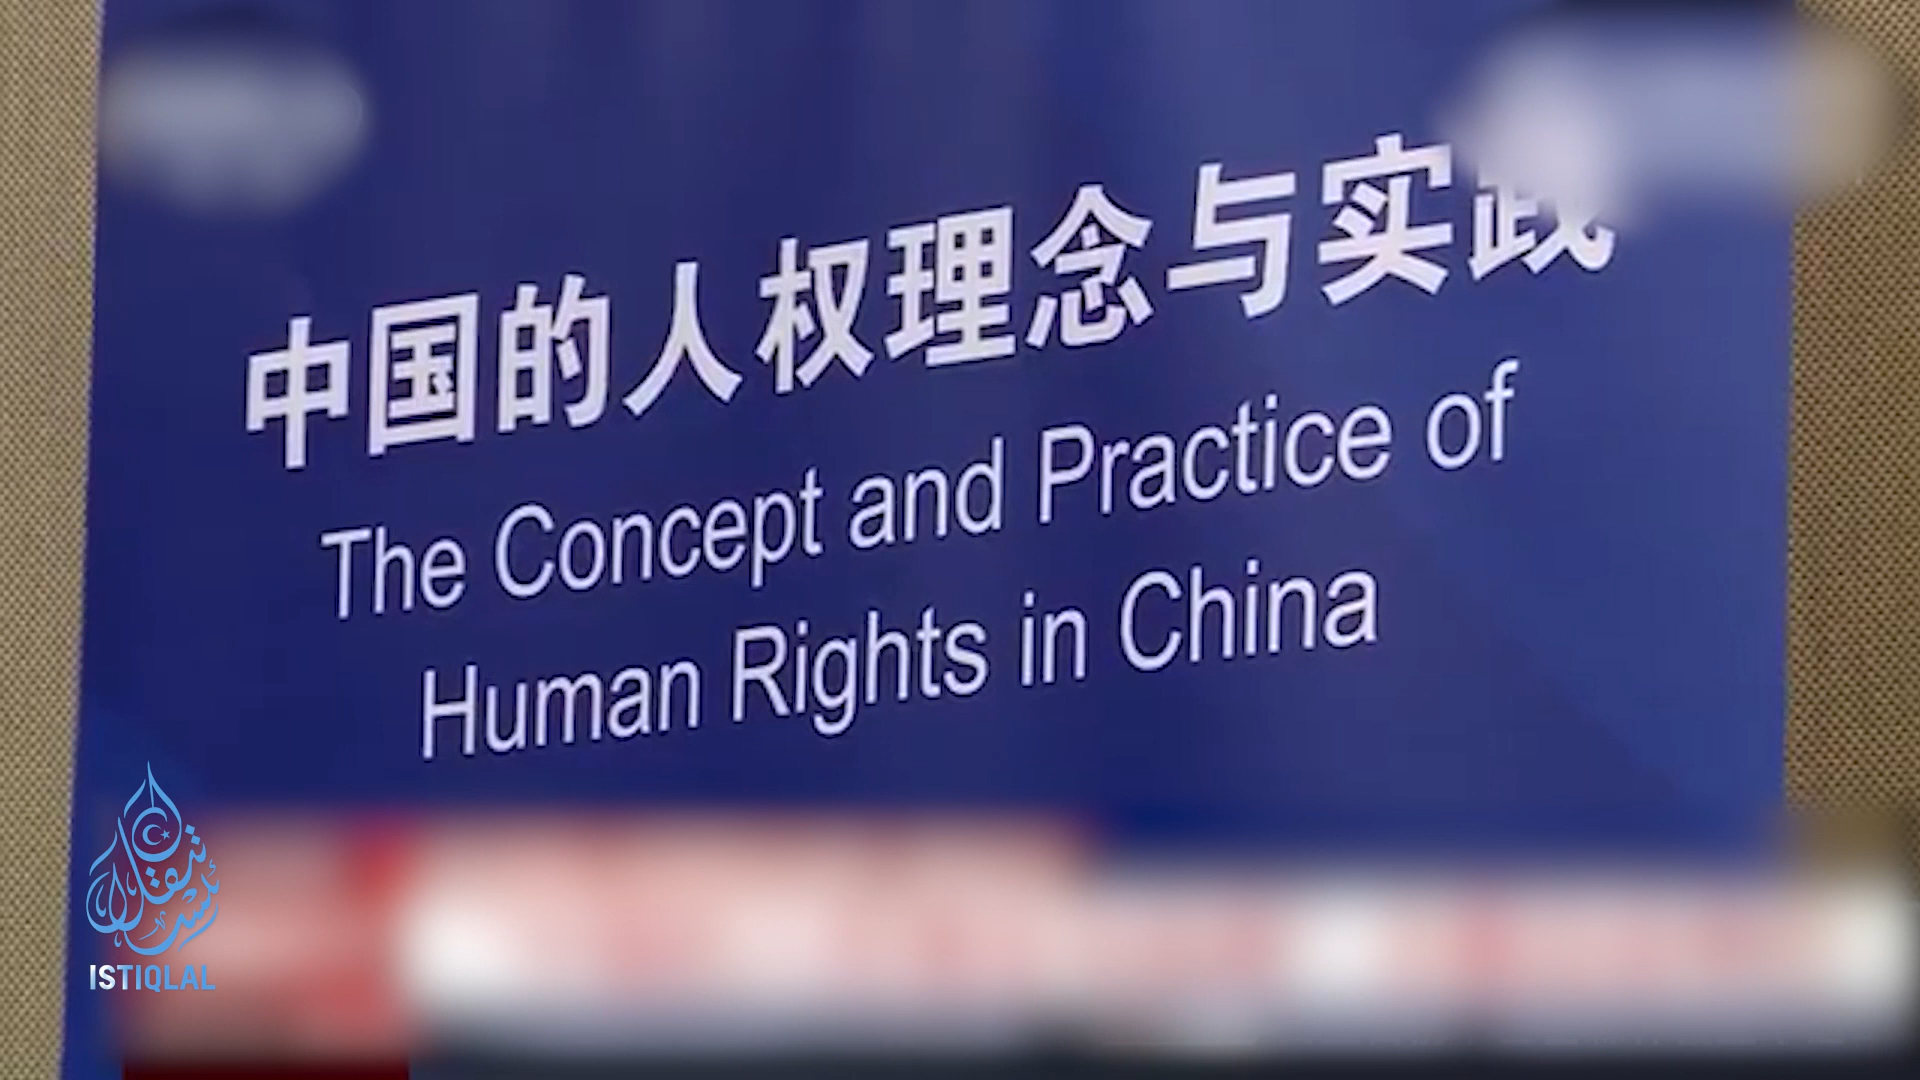 中国的人权理念与实践
The Concept and Practice of
Human Rights in China
ئىستىقلال
ISTIQLAL